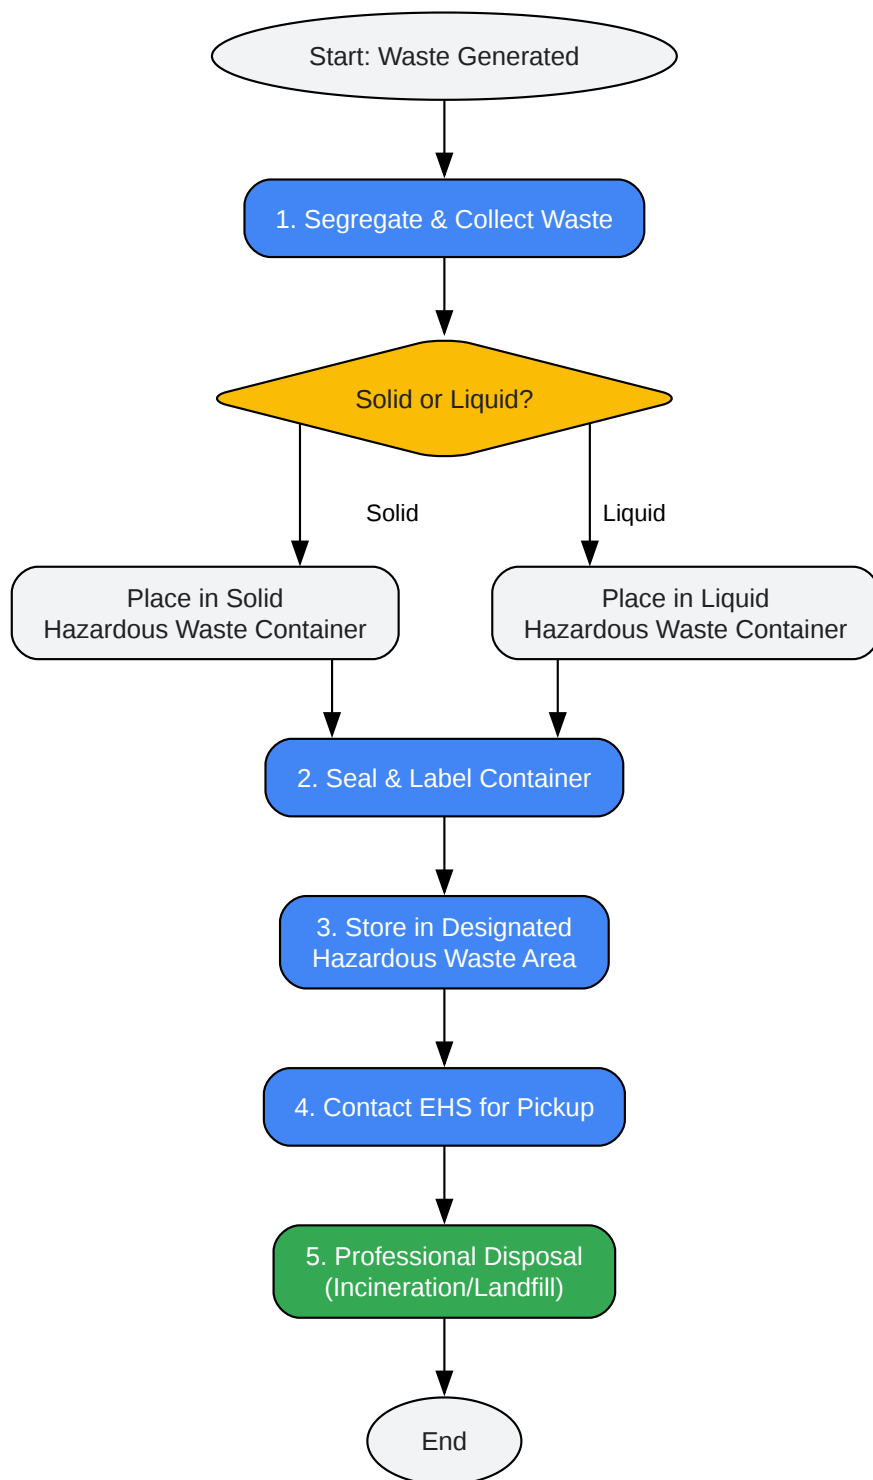 Start: Waste Generated
1. Segregate & Collect Waste
Solid or Liquid?
Solid
Liquid
Place in Solid
Hazardous Waste Container
Place in Liquid
Hazardous Waste Container
2. Seal & Label Container
3. Store in Designated
Hazardous Waste Area
4. Contact EHS for Pickup
5. Professional Disposal
(Incineration/Landfill)
End